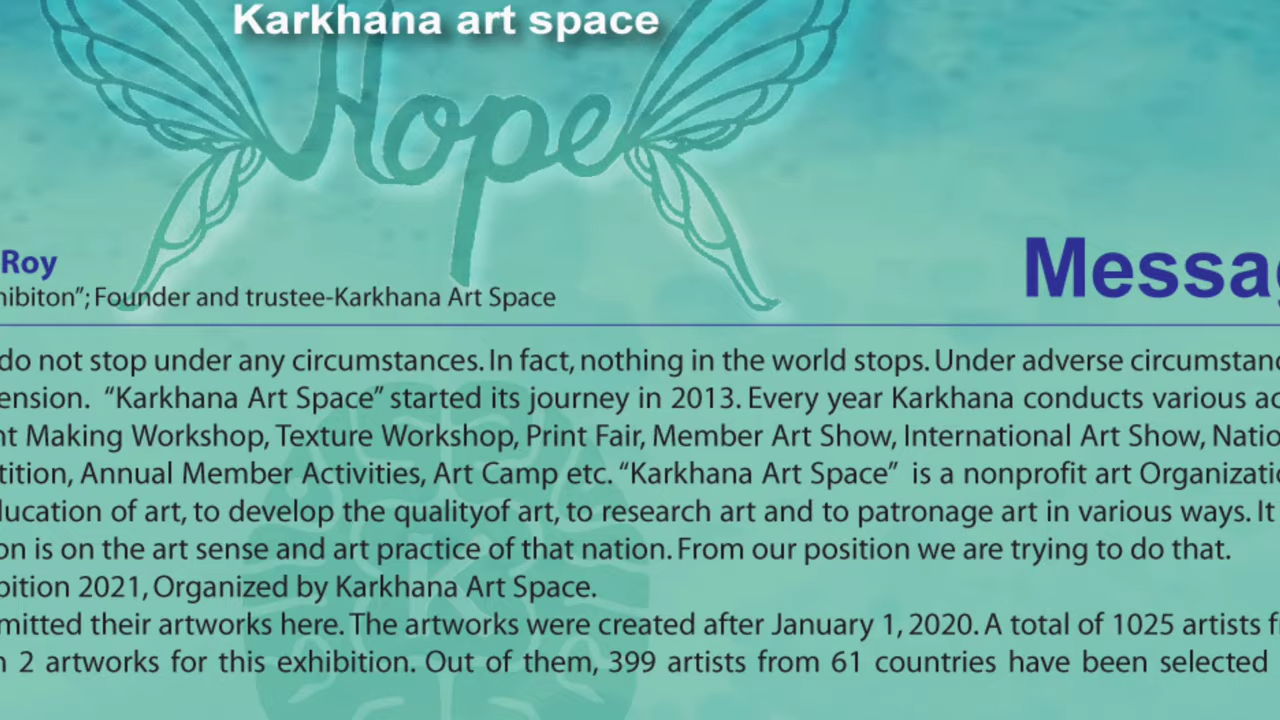 Karkhana art space
Hope
Roy
Messa
hibiton”; Founder and trustee-Karkhana Art Space
do not stop under any circumstances. In fact, nothing in the world stops. Under adverse circumstanc
ension. “Karkhana Art Space” started its journey in 2013. Every year Karkhana conducts various ac
nt Making Workshop, Texture Workshop, Print Fair, Member Art Show, International Art Show, Natio
tition, Annual Member Activities, Art Camp etc. “Karkhana Art Space” is a nonprofit art Organizatio
ducation of art, to develop the qualityof art, to research art and to patronage art in various ways. It
on is on the art sense and art practice of that nation. From our position we are trying to do that.
bition 2021, Organized by Karkhana Art Space.
mitted their artworks here. The artworks were created after January 1, 2020. A total of 1025 artists f
n 2 artworks for this exhibition. Out of them, 399 artists from 61 countries have been selected